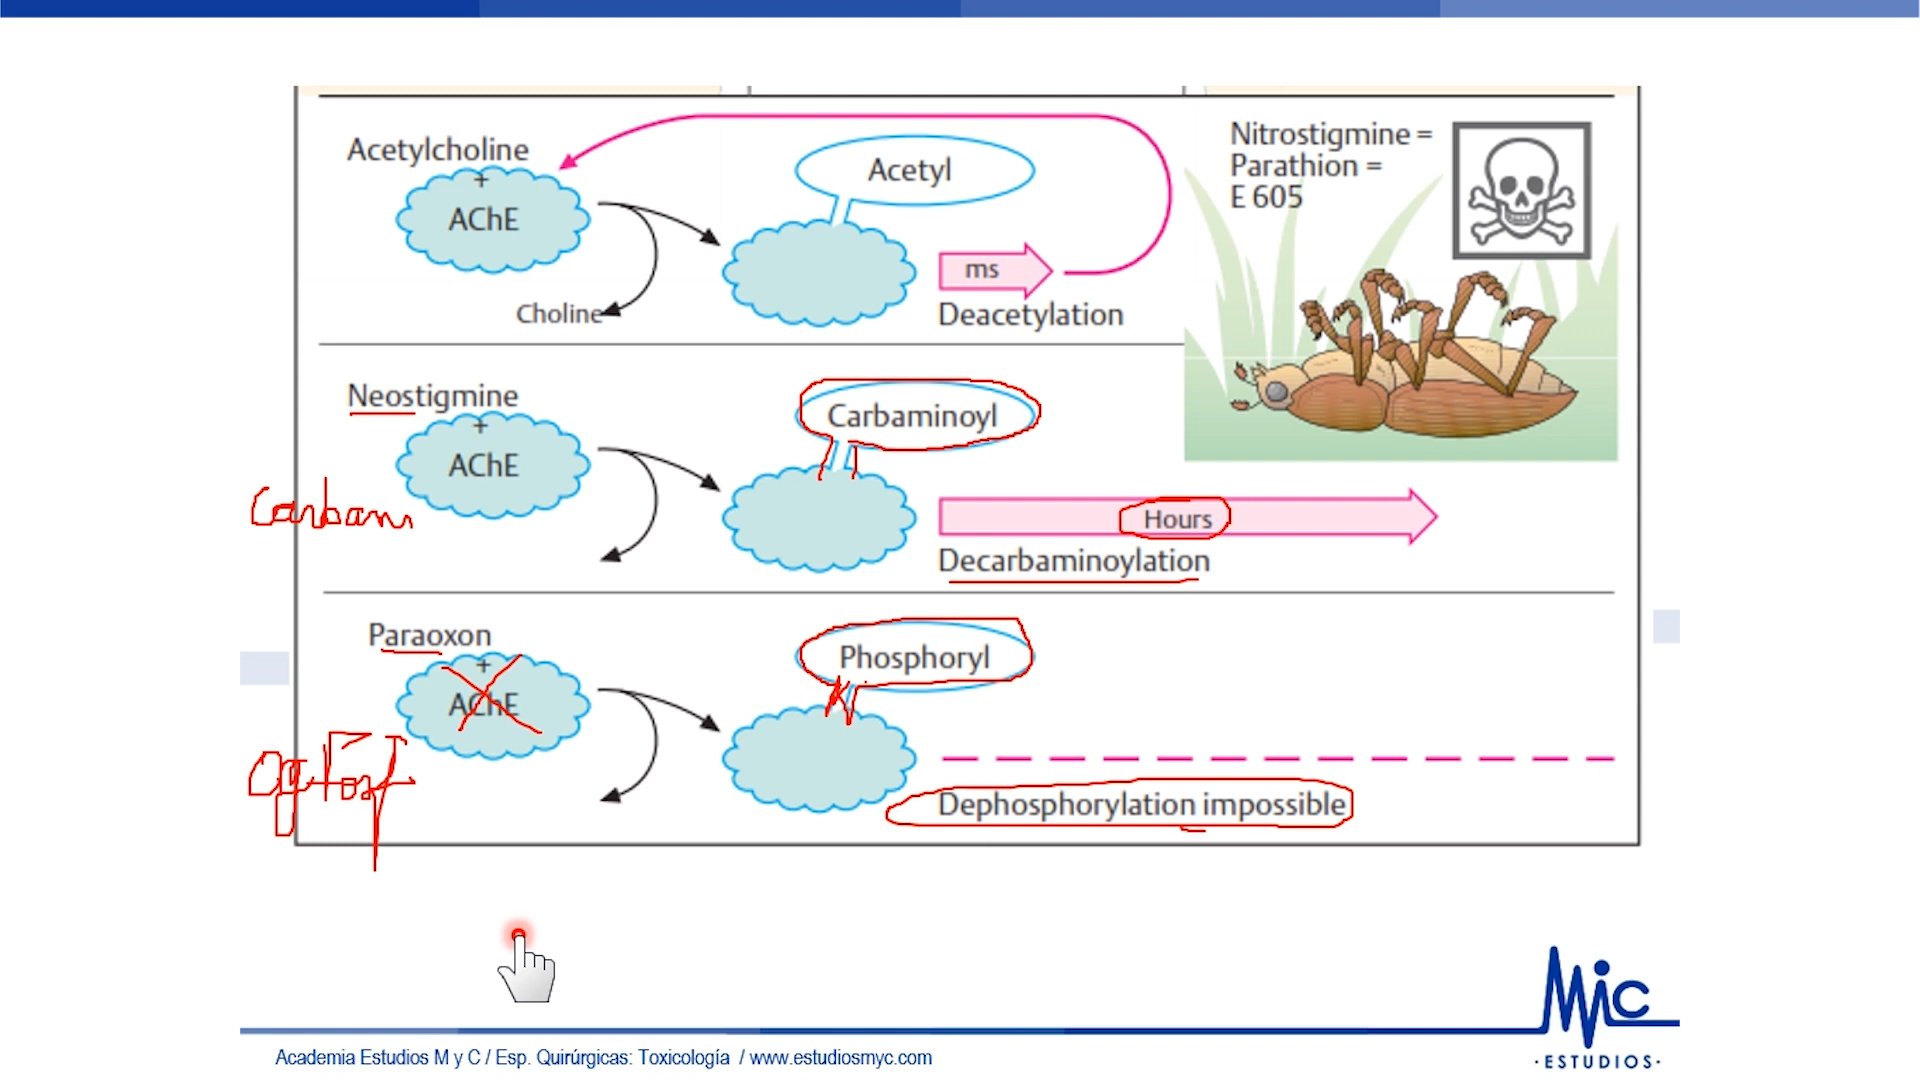 Acetylcholine
+
AChE
Choline
Acetyl
ms
Deacetylation
Nitrostigmine =
Parathion =
E 605
Neostigmine
+
AChE
Carbam
Carbaminoyl
Hours
Decarbaminoylation
Paraoxon
+
AChE
Phosphoryl
Dephosphorylation impossible
MiC
·ESTUDIOS·
Academia Estudios M y C / Esp. Quirúrgicas: Toxicología / www.estudiosmyc.com